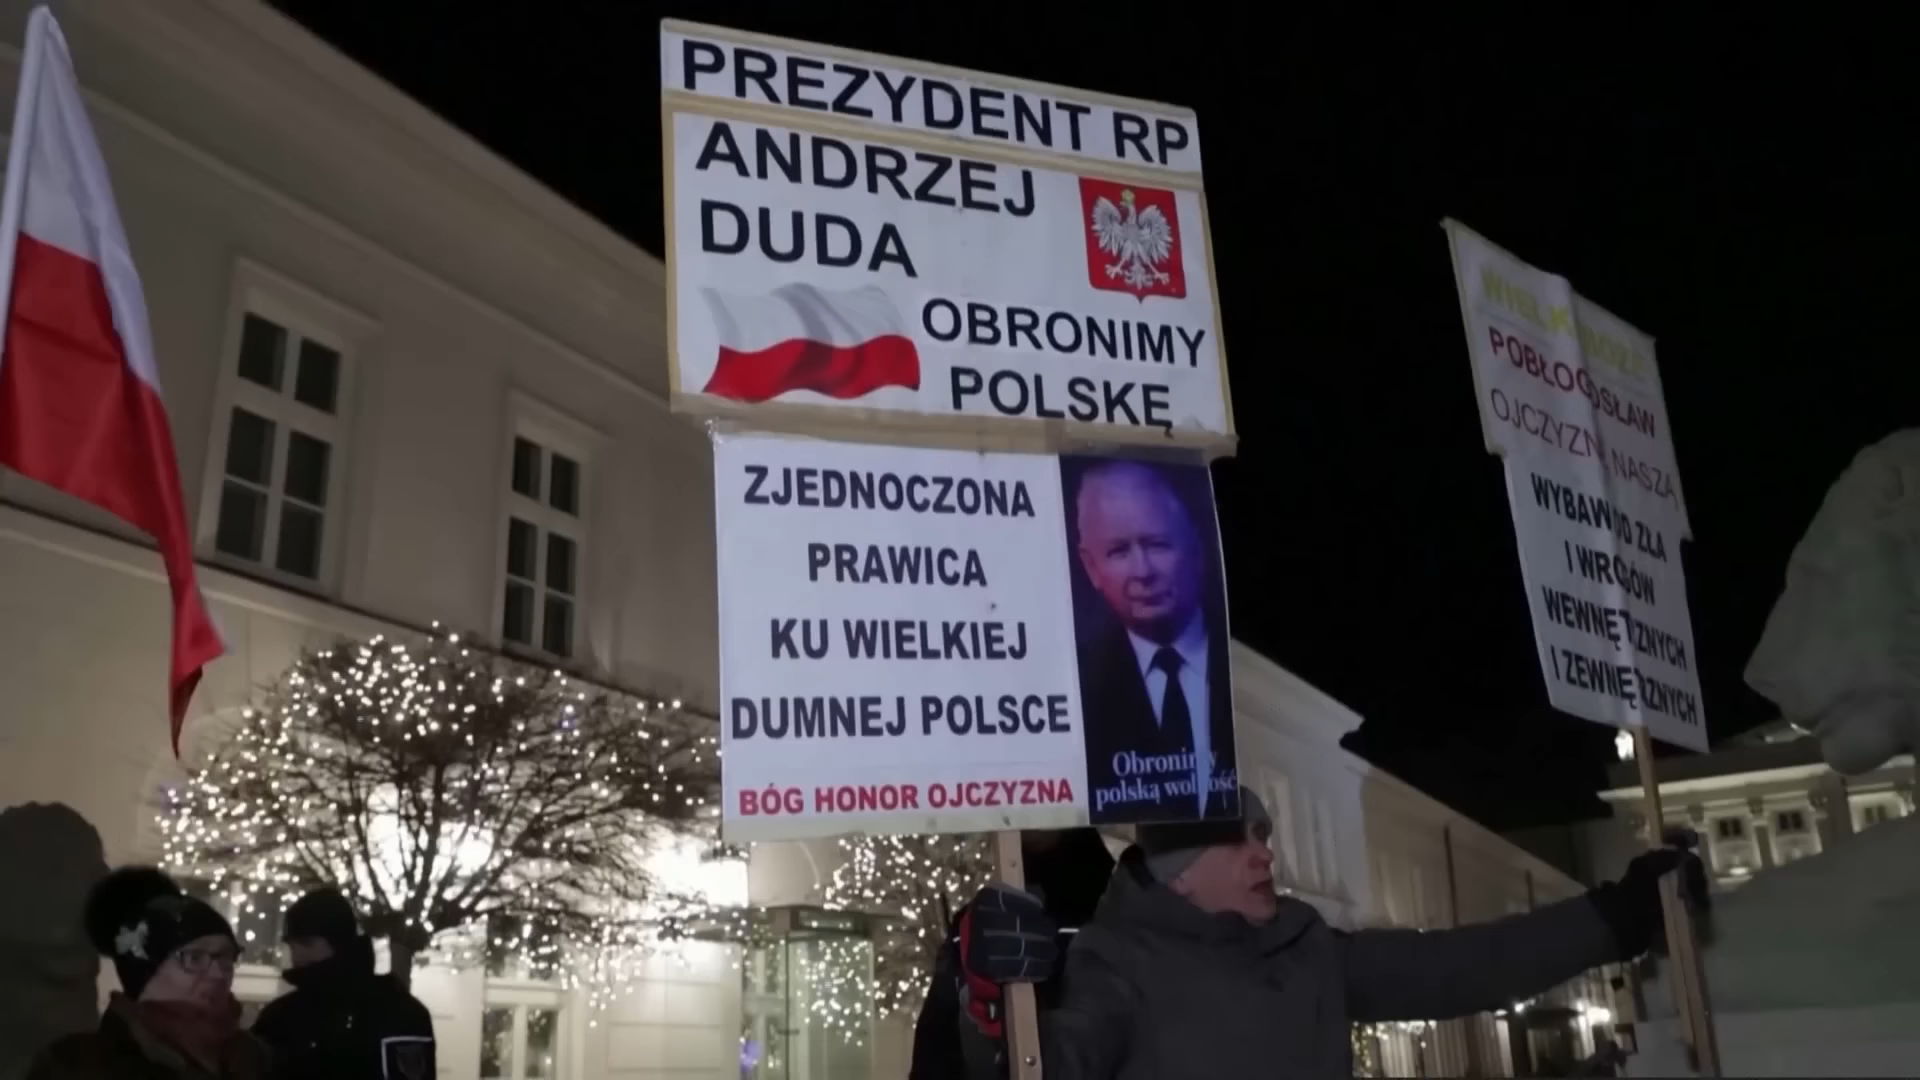 PREZYDENT RP
ANDRZEJ
DUDA
OBRONIMY
POLSKĘ
ZJEDNOCZONA
PRAWICA
KU WIELKIEJ
DUMNEJ POLSCE
BÓG HONOR OJCZYZNA
Obronimy
polską wolność
POBŁOGOSŁAW
OJCZYZNĘ NASZĄ
WYBAW OD ZŁA
I WROGÓW
WEWNĘTRZNYCH
I ZEWNĘTRZNYCH